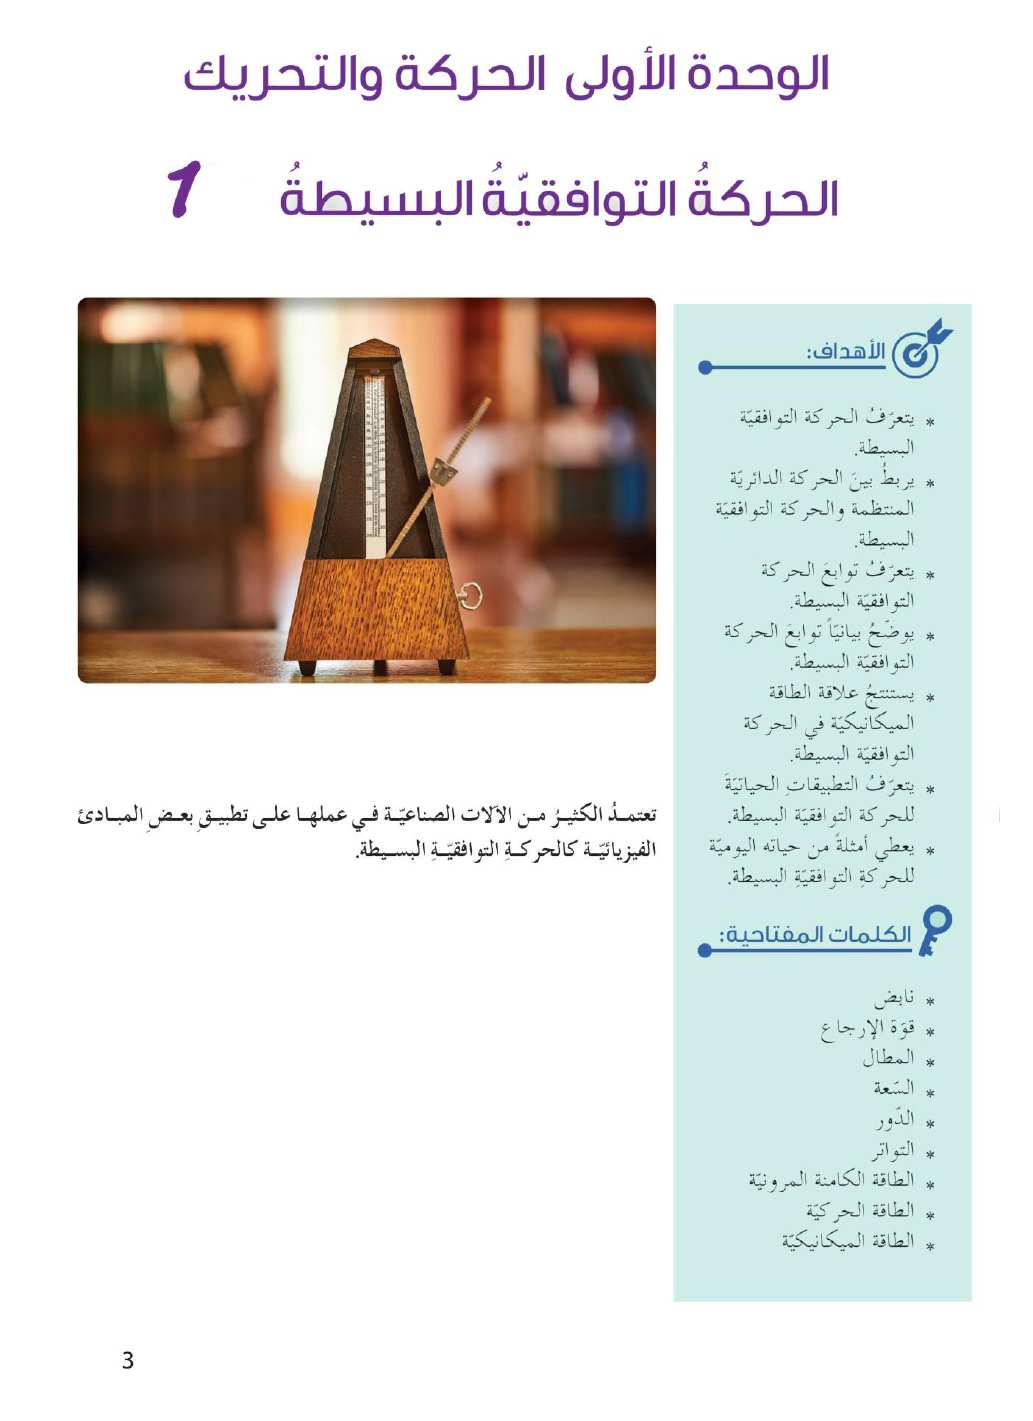 الوحدة الأولى الحركة والتحريك
الحركةُ التوافقيّةُ البسيطةُ 1
الأهداف:
* يتعرّفُ الحركة التوافقيّة
البسيطة.
* يربطُ بينَ الحركة الدائريّة
المنتظمة والحركة التوافقيّة
البسيطة.
* يتعرّفُ توابعَ الحركة
التوافقيّة البسيطة.
* يوضّحُ بيانيّاً توابعَ الحركة
التوافقيّة البسيطة.
* يستنتجُ علاقة الطاقة
الميكانيكيّة في الحركة
التوافقيّة البسيطة.
* يتعرّفُ التطبيقاتِ الحياتيّةَ
للحركة التوافقيّة البسيطة.
* يعطي أمثلةً من حياته اليوميّة
للحركةِ التوافقيّةِ البسيطة.
الكلمات المفتاحية:
* نابض
* قوّة الإرجاع
* المطال
* السّعة
* الدّور
* التواتر
* الطاقة الكامنة المرونيّة
* الطاقة الحركيّة
* الطاقة الميكانيكيّة
تعتمدُ الكثيرُ من الآلات الصناعيّة في عملها على تطبيقِ بعضِ المبادئ
الفيزيائيّة كالحركةِ التوافقيّةِ البسيطة.
3